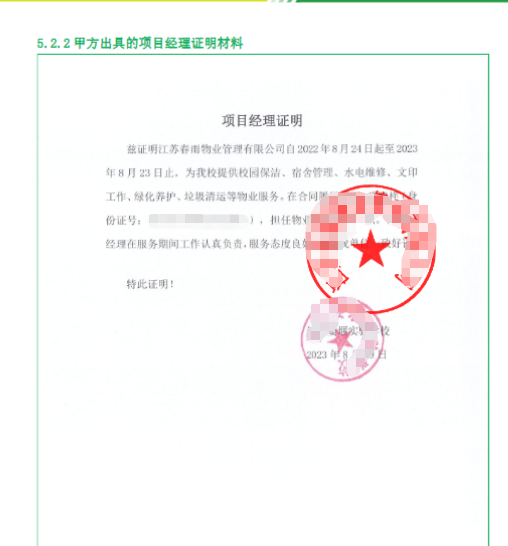 5.2.2 甲方出具的项目经理证明材料
项目经理证明
兹证明江苏春雨物业管理有限公司自2022年8月24日起至2023
年8月23日止，为我校提供校园保洁、宿舍管理、水电维修、文印
工作、绿化养护、垃圾清运等物业服务。在合同
份证号： ），担任物业
经理在服务期间工作认真负责，服务态度良
特此证明！
实 校
2023 年 8 日